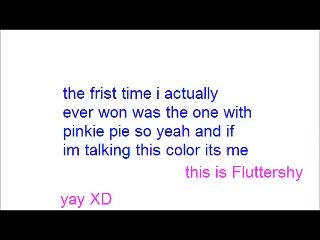 the frist time i actually
ever won was the one with
pinkie pie so yeah and if
im talking this color its me
this is Fluttershy
yay XD